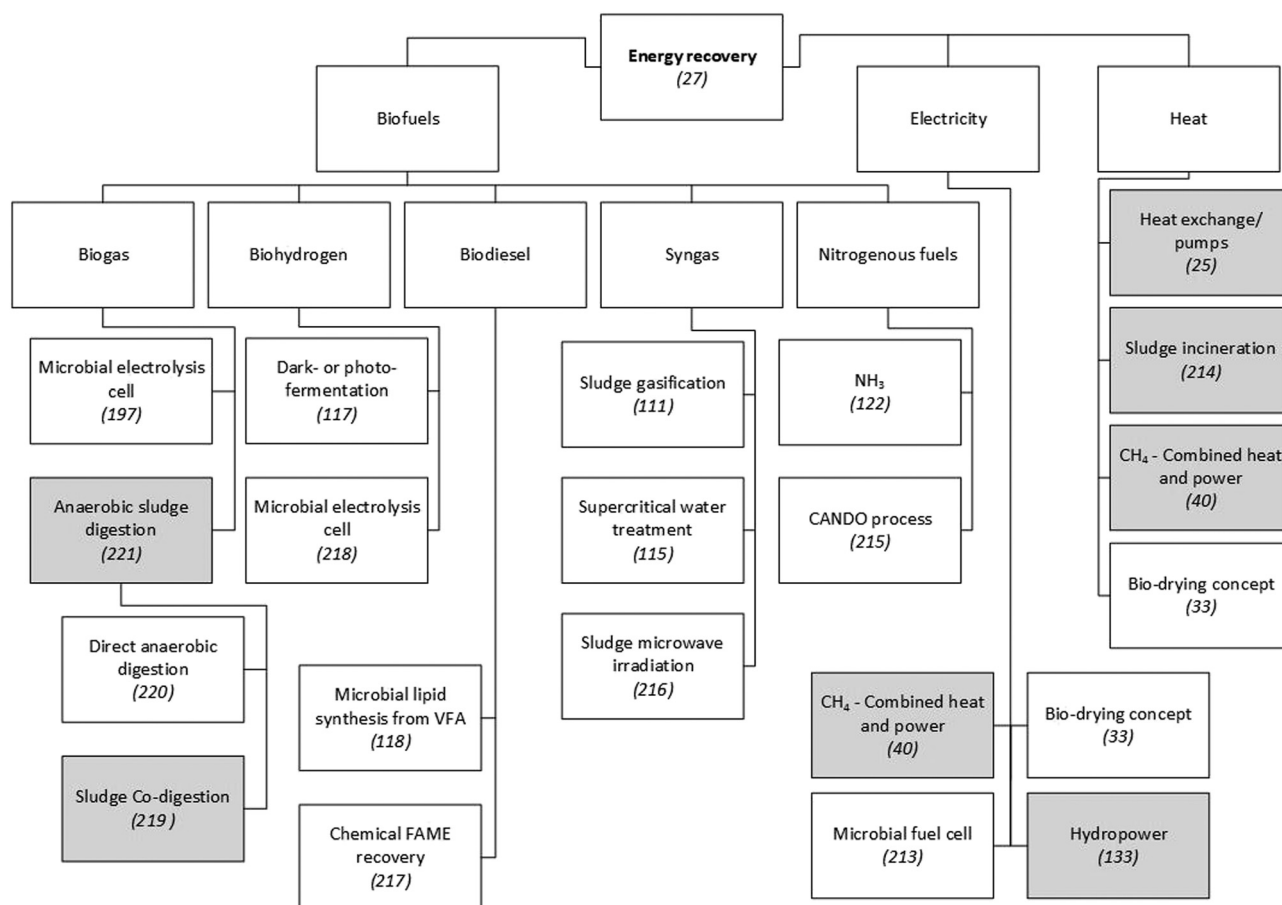 Energy recovery
(27)
Biofuels
Electricity
Heat
Biogas
Biohydrogen
Biodiesel
Syngas
Nitrogenous fuels
Heat exchange/
pumps
(25)
Sludge incineration
(214)
CH₄ - Combined heat
and power
(40)
Bio-drying concept
(33)
Microbial electrolysis
cell
(197)
Anaerobic sludge
digestion
(221)
Direct anaerobic
digestion
(220)
Sludge Co-digestion
(219 )
Dark- or photo-
fermentation
(117)
Microbial electrolysis
cell
(218)
Microbial lipid
synthesis from VFA
(118)
Chemical FAME
recovery
(217)
Sludge gasification
(111)
Supercritical water
treatment
(115)
Sludge microwave
irradiation
(216)
NH₃
(122)
CANDO process
(215)
CH₄ - Combined heat
and power
(40)
Bio-drying concept
(33)
Microbial fuel cell
(213)
Hydropower
(133)